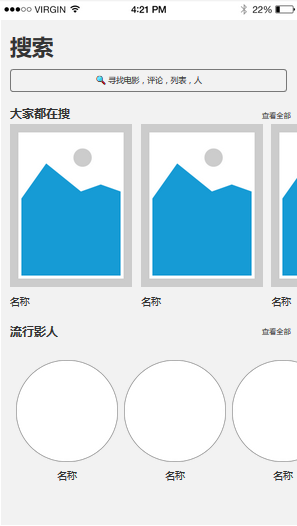 VIRGIN 4:21 PM 22%
搜索
🔍 寻找电影，评论，列表，人
大家都在搜 查看全部
名称 名称 名称
流行影人 查看全部
名称 名称 名称